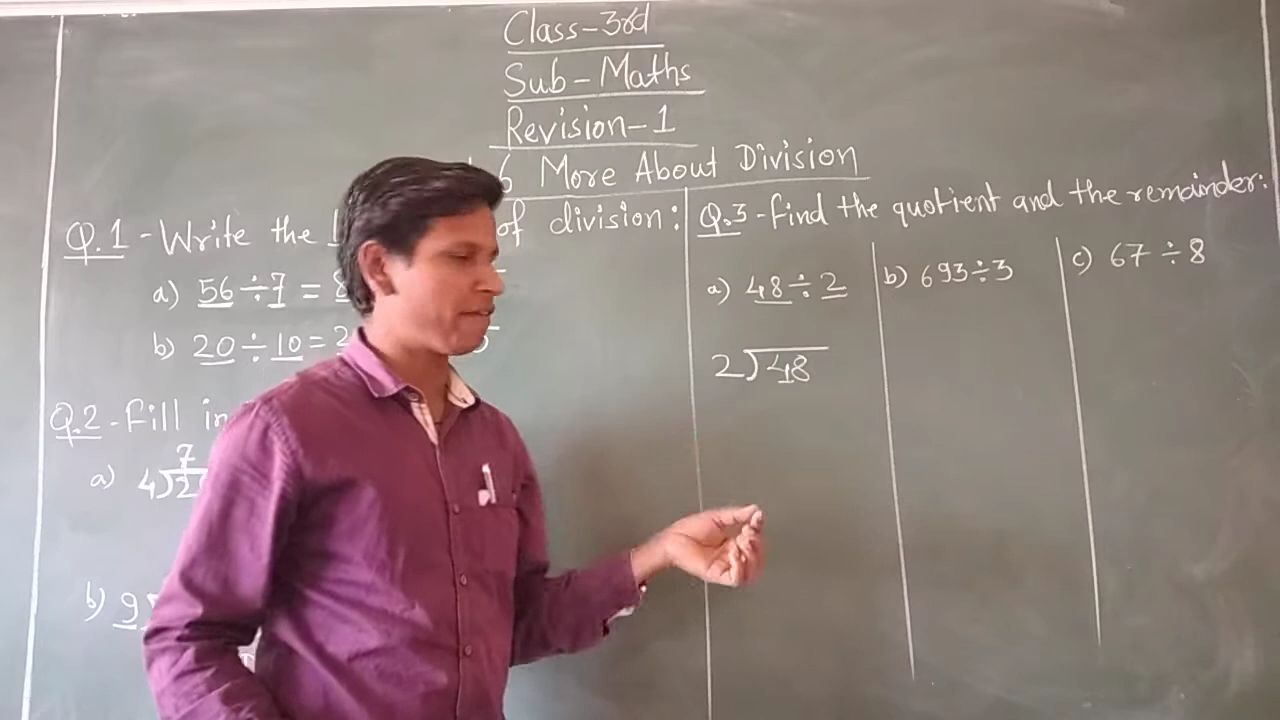 Class-3rd
Sub-Maths
Revision-1
6 More About Division
Q.1-Write the
of division:
a) 56÷7=8
b) 20÷10=2
5
Q.2-Fill in
a) 4)2
7
b) 9
Q.3-find the quotient and the remainder:
a) 48÷2
2)48
b) 693÷3
c) 67÷8